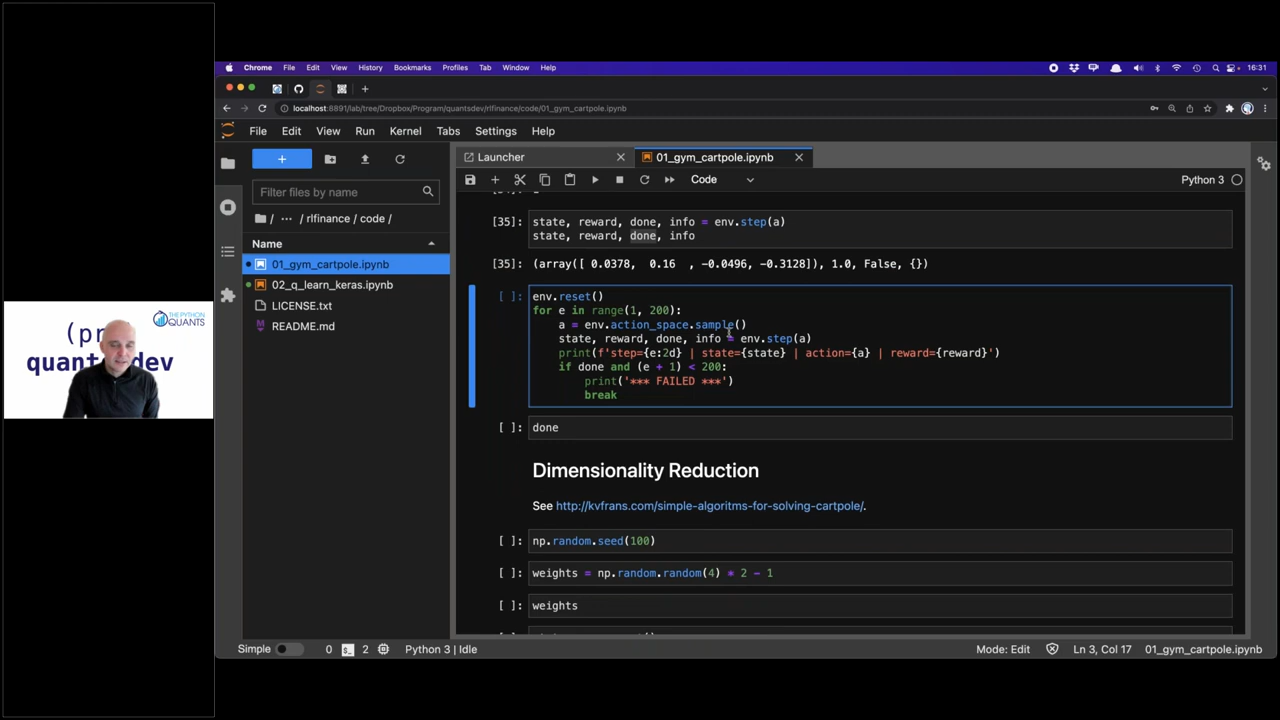 Chrome File Edit View History Bookmarks Profiles Tab Window Help 16:31
localhost:8891/lab/tree/Dropbox/Program/quantsdev/rlfinance/code/01_gym_cartpole.ipynb
File Edit View Run Kernel Tabs Settings Help
Launcher
01_gym_cartpole.ipynb
Filter files by name
Code
Python 3
/ ... / rlfinance / code /
Name
01_gym_cartpole.ipynb
02_q_learn_keras.ipynb
LICENSE.txt
README.md
[35]: state, reward, done, info = env.step(a)
state, reward, done, info
[35]: (array([ 0.0378,  0.16  , -0.0496, -0.3128]), 1.0, False, {})
[ ]: env.reset()
for e in range(1, 200):
a = env.action_space.sample()
state, reward, done, info = env.step(a)
print(f'step={e:2d} | state={state} | action={a} | reward={reward}')
if done and (e + 1) < 200:
print('*** FAILED ***')
break
[ ]: done
Dimensionality Reduction
See http://kvfrans.com/simple-algoritms-for-solving-cartpole/.
[ ]: np.random.seed(100)
[ ]: weights = np.random.random(4) * 2 - 1
[ ]: weights
THE PYTHON
QUANTS
quant
dev
Simple 0 2 Python 3 | Idle
Mode: Edit Ln 3, Col 17 01_gym_cartpole.ipynb